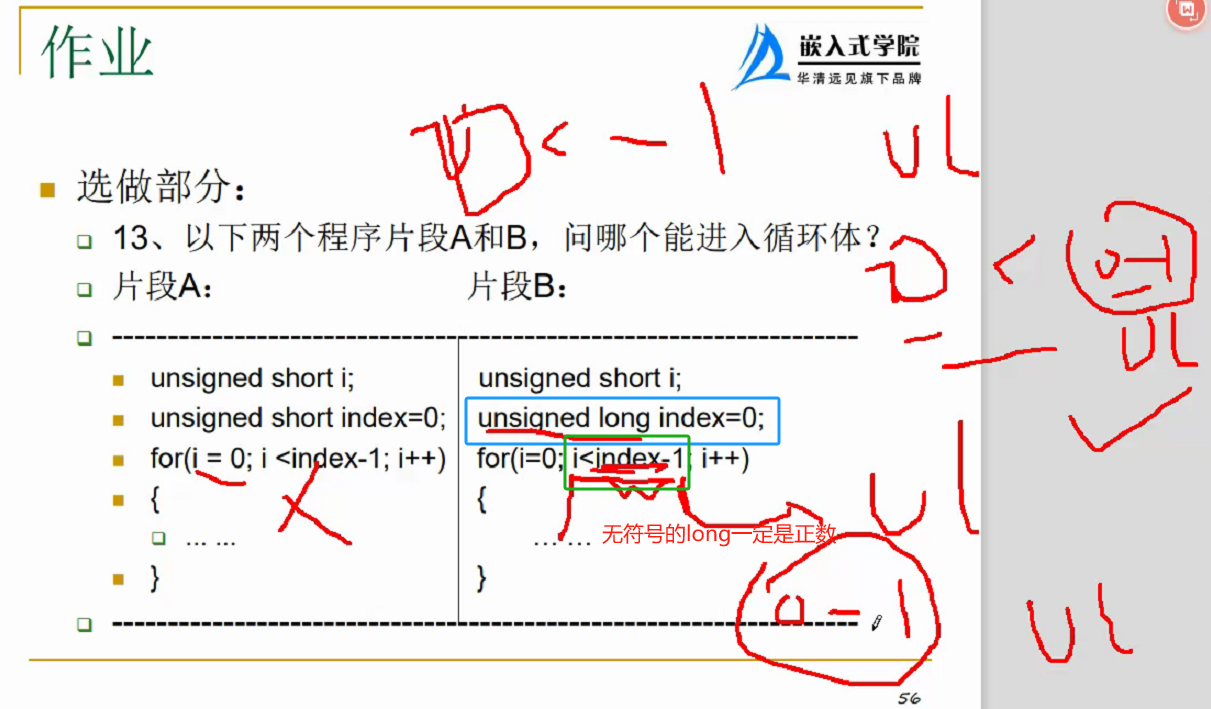 作业
嵌入式学院
华清远见旗下品牌
0 < -1
UL
选做部分：
13、以下两个程序片段A和B，问哪个能进入循环体？
0 < 0-1
UL
片段A： 片段B：
unsigned short i; unsigned short i;
unsigned short index=0; unsigned long index=0;
for(i = 0; i <index-1; i++) for(i=0; i<index-1; i++)
{ {
UL
... ... ... ...
无符号的long一定是正数
} }
0 - 1
UL
56